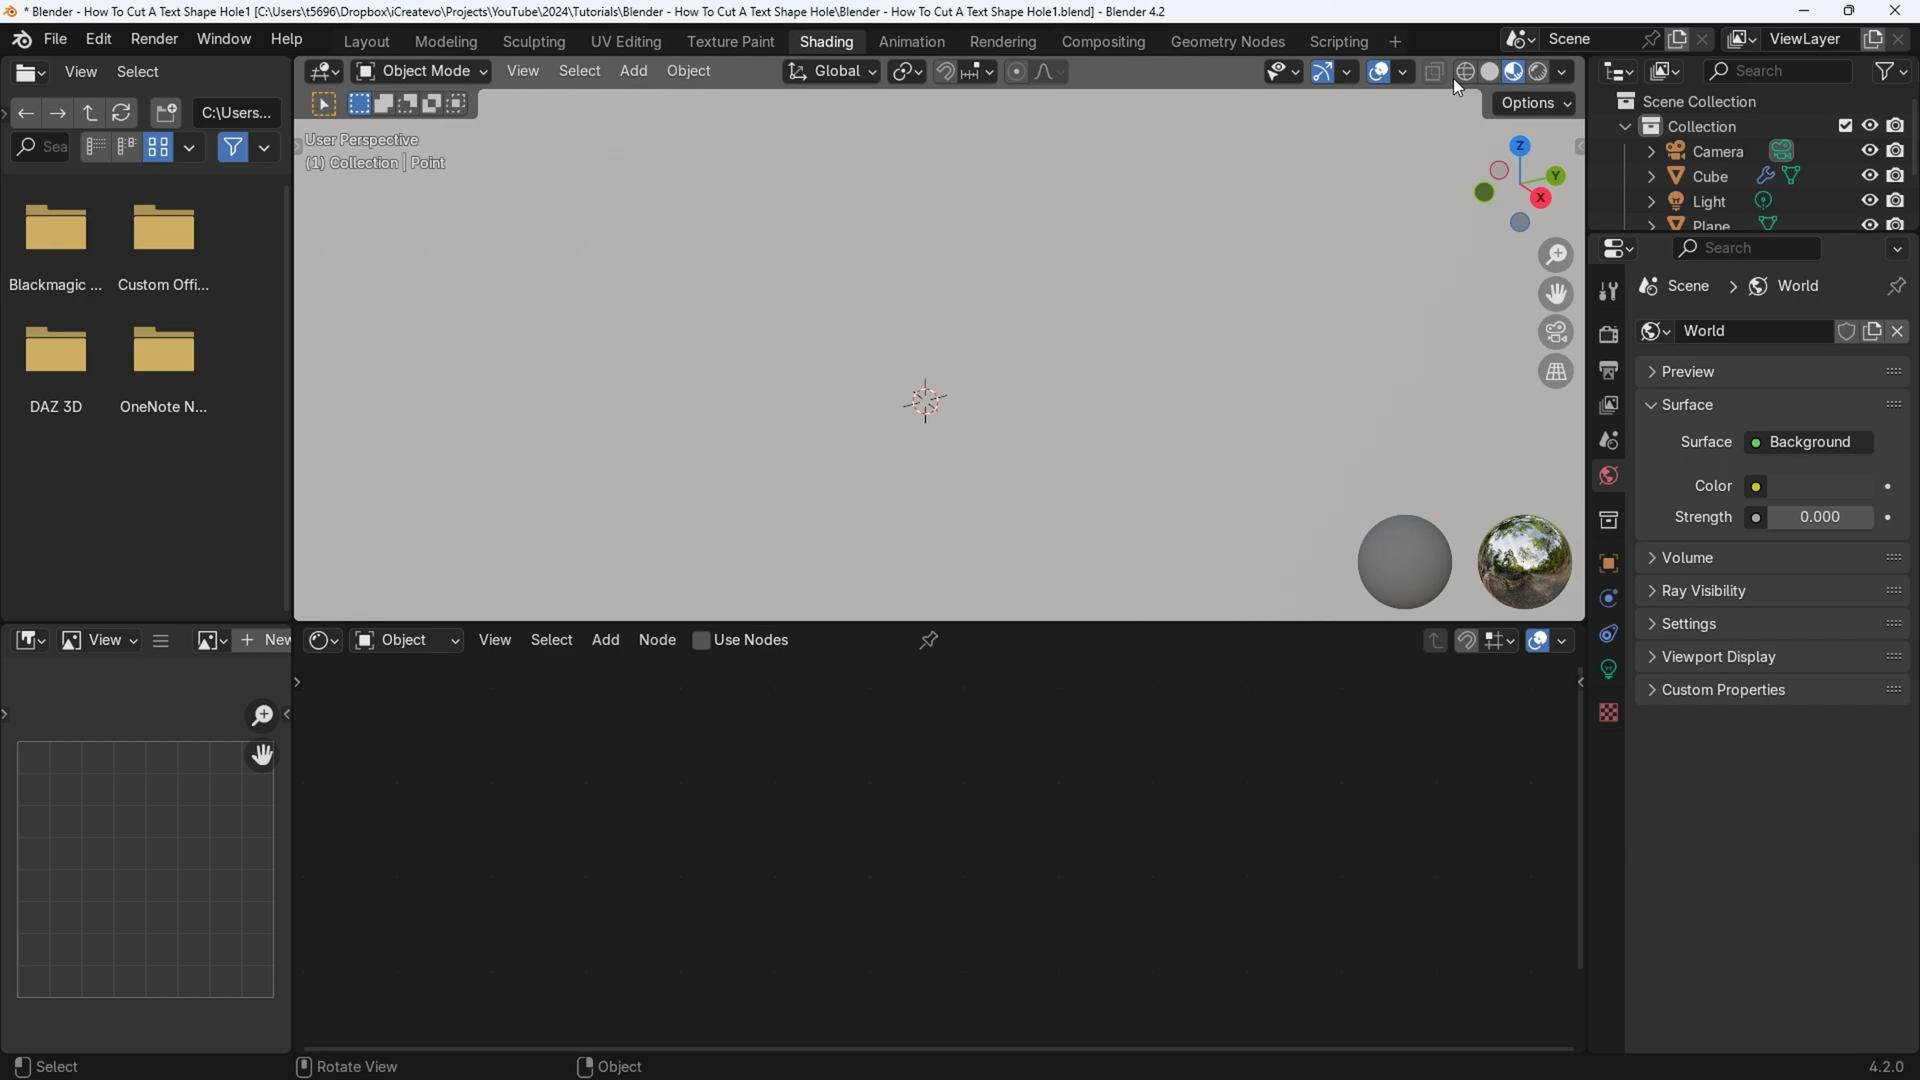 * Blender - How To Cut A Text Shape Hole1 [C:\Users\t5696\Dropbox\iCreatevo\Projects\YouTube\2024\Tutorials\Blender - How To Cut A Text Shape Hole\Blender - How To Cut A Text Shape Hole1.blend] - Blender 4.2
File Edit Render Window Help Layout Modeling Sculpting UV Editing Texture Paint Shading Animation Rendering Compositing Geometry Nodes Scripting + Scene ViewLayer
View Select Object Mode View Select Add Object Global Search
C:\Users... Options Scene Collection
Sea Collection
User Perspective
(1) Collection | Point
Z
Y
X
Camera
Cube
Light
Plane
Search
Blackmagic ... Custom Offi...
Scene > World
World
Preview
DAZ 3D OneNote N...
Surface
Surface Background
Color
Strength 0.000
Volume
Ray Visibility
Settings
Viewport Display
Custom Properties
View + New Object View Select Add Node Use Nodes
Select Rotate View Object 4.2.0